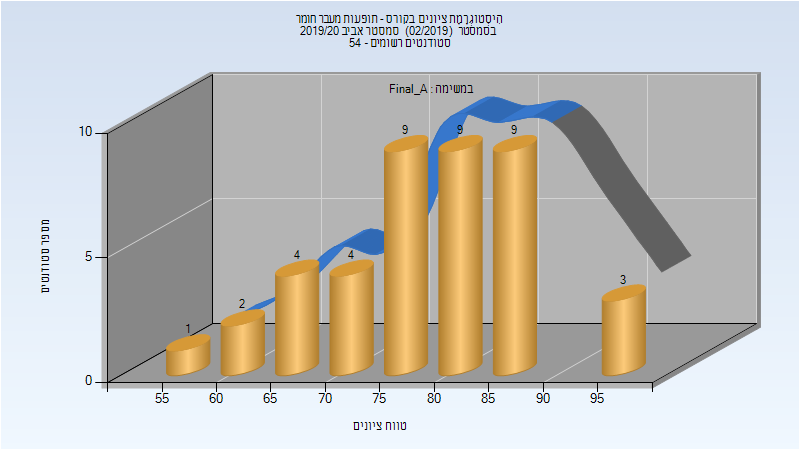 היסטוגרמת ציונים בקורס - תופעות מעבר חומר
בסמסטר (02/2019) סמסטר אביב 2019/20
סטודנטים רשומים - 54
במשימה : Final_A
מספר סטודנטים
10
5
0
1
2
4
4
9
9
9
3
55 60 65 70 75 80 85 90 95
טווח ציונים